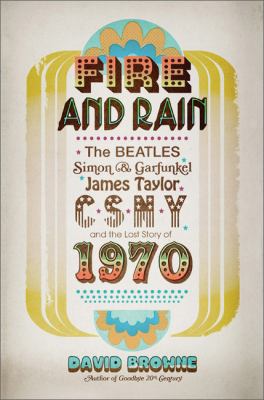 FIRE
AND RAIN
The BEATLES
Simon & Garfunkel
James Taylor
CSNY
and the Lost Story of
1970
DAVID BROWNE
Author of Goodbye 20th Century